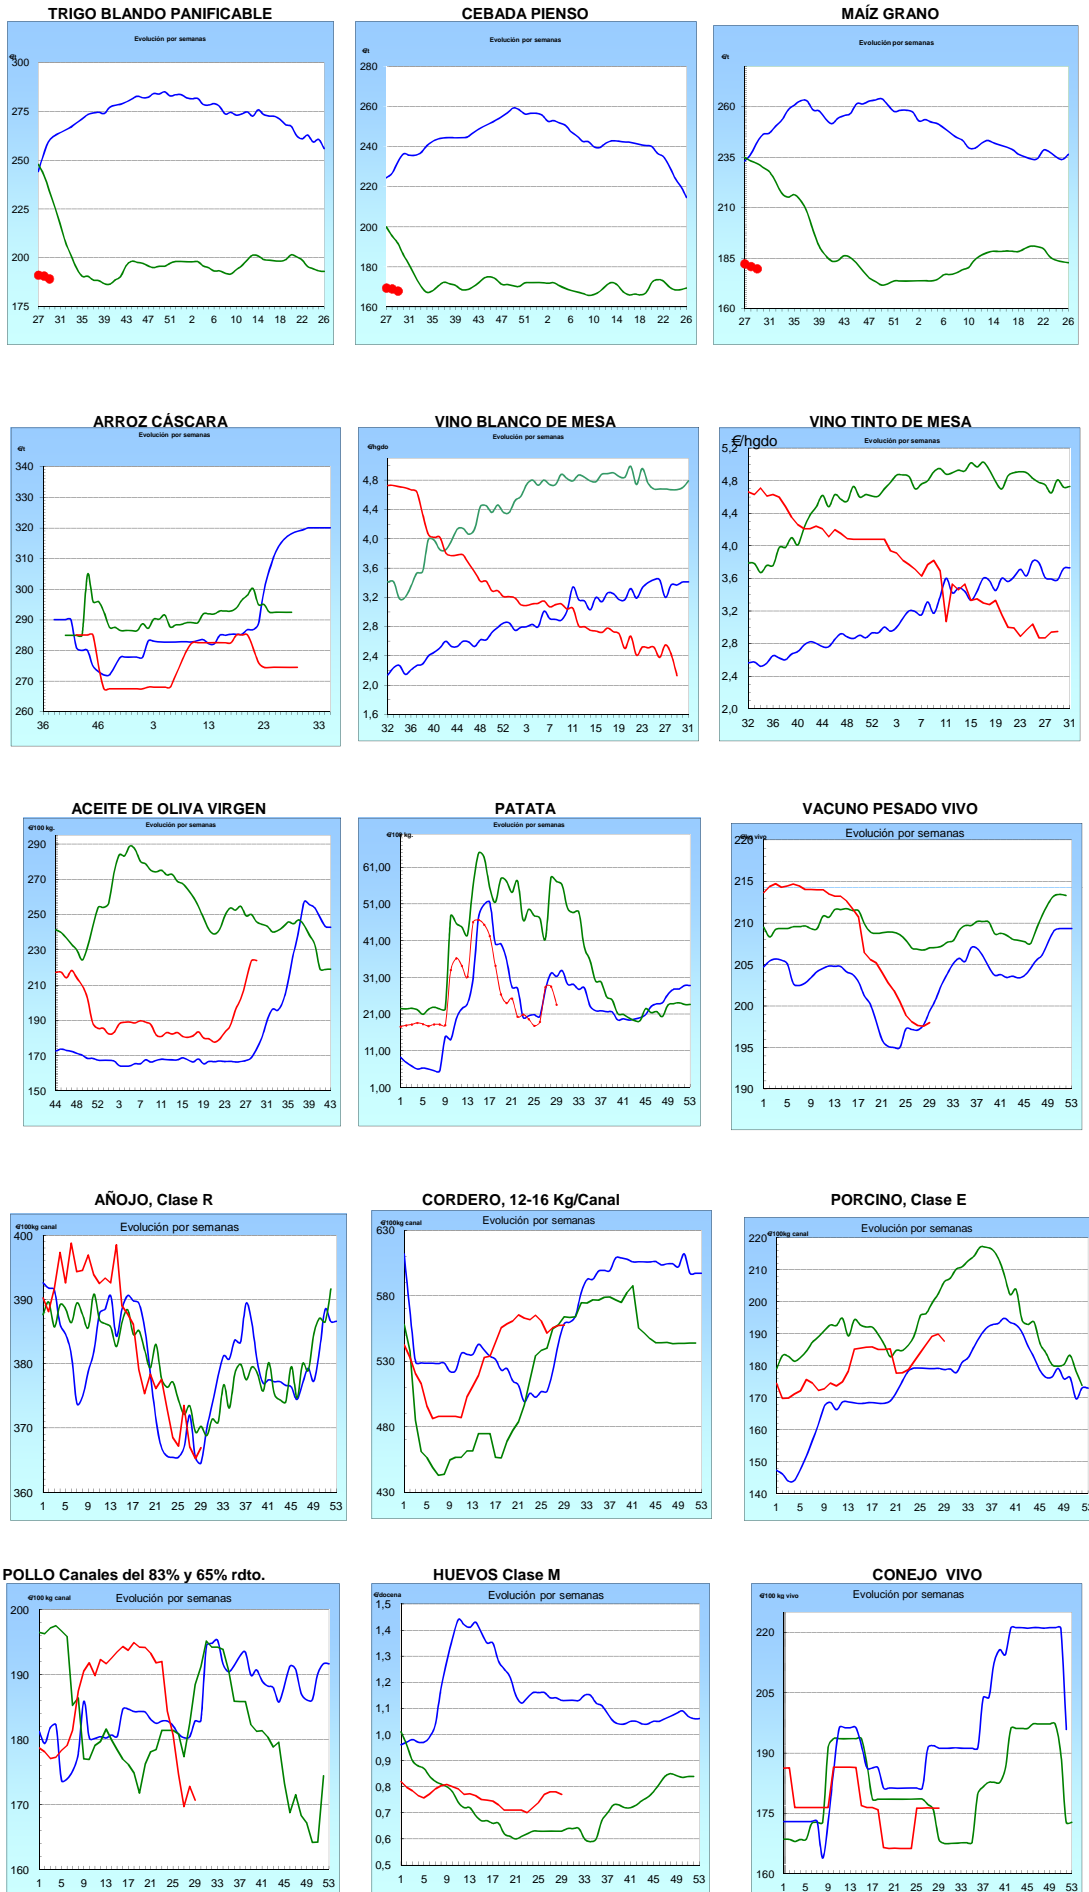 TRIGO BLANDO PANIFICABLE
Evolución por semanas
€/t
300
275
250
225
200
175
27 31 35 39 43 47 51 2 6 10 14 18 22 26
CEBADA PIENSO
Evolución por semanas
€/t
280
260
240
220
200
180
160
27 31 35 39 43 47 51 2 6 10 14 18 22 26
MAÍZ GRANO
Evolución por semanas
€/t
260
235
210
185
160
27 31 35 39 43 47 51 2 6 10 14 18 22 26
ARROZ CÁSCARA
Evolución por semanas
€/t
340
330
320
310
300
290
280
270
260
36 46 3 13 23 33
VINO BLANCO DE MESA
Evolución por semanas
€/hgdo
4,8
4,4
4,0
3,6
3,2
2,8
2,4
2,0
1,6
32 36 40 44 48 52 3 7 11 15 19 23 27 31
VINO TINTO DE MESA
Evolución por semanas
€/hgdo
5,2
4,8
4,4
4,0
3,6
3,2
2,8
2,4
2,0
32 36 40 44 48 52 3 7 11 15 19 23 27 31
ACEITE DE OLIVA VIRGEN
Evolución por semanas
€/100 kg.
290
270
250
230
210
190
170
150
44 48 52 3 7 11 15 19 23 27 31 35 39 43
PATATA
Evolución por semanas
€/100 kg.
61,00
51,00
41,00
31,00
21,00
11,00
1,00
1 5 9 13 17 21 25 29 33 37 41 45 49 53
VACUNO PESADO VIVO
Evolución por semanas
220
215
210
205
200
195
190
1 5 9 13 17 21 25 29 33 37 41 45 49 53
AÑOJO, Clase R
Evolución por semanas
€/100kg canal
400
390
380
370
360
1 5 9 13 17 21 25 29 33 37 41 45 49 53
CORDERO, 12-16 Kg/Canal
Evolución por semanas
€/100kg canal
630
580
530
480
430
1 5 9 13 17 21 25 29 33 37 41 45 49 53
PORCINO, Clase E
Evolución por semanas
€/100kg canal
220
210
200
190
180
170
160
150
140
1 5 9 13 17 21 25 29 33 37 41 45 49
POLLO Canales del 83% y 65% rdto.
Evolución por semanas
€/100 kg canal
200
190
180
170
160
1 5 9 13 17 21 25 29 33 37 41 45 49 53
HUEVOS Clase M
Evolución por semanas
€/docena
1,5
1,4
1,3
1,2
1,1
1,0
0,9
0,8
0,7
0,6
0,5
1 5 9 13 17 21 25 29 33 37 41 45 49 53
CONEJO VIVO
Evolución por semanas
€/100 kg vivo
220
205
190
175
160
1 5 9 13 17 21 25 29 33 37 41 45 49 53